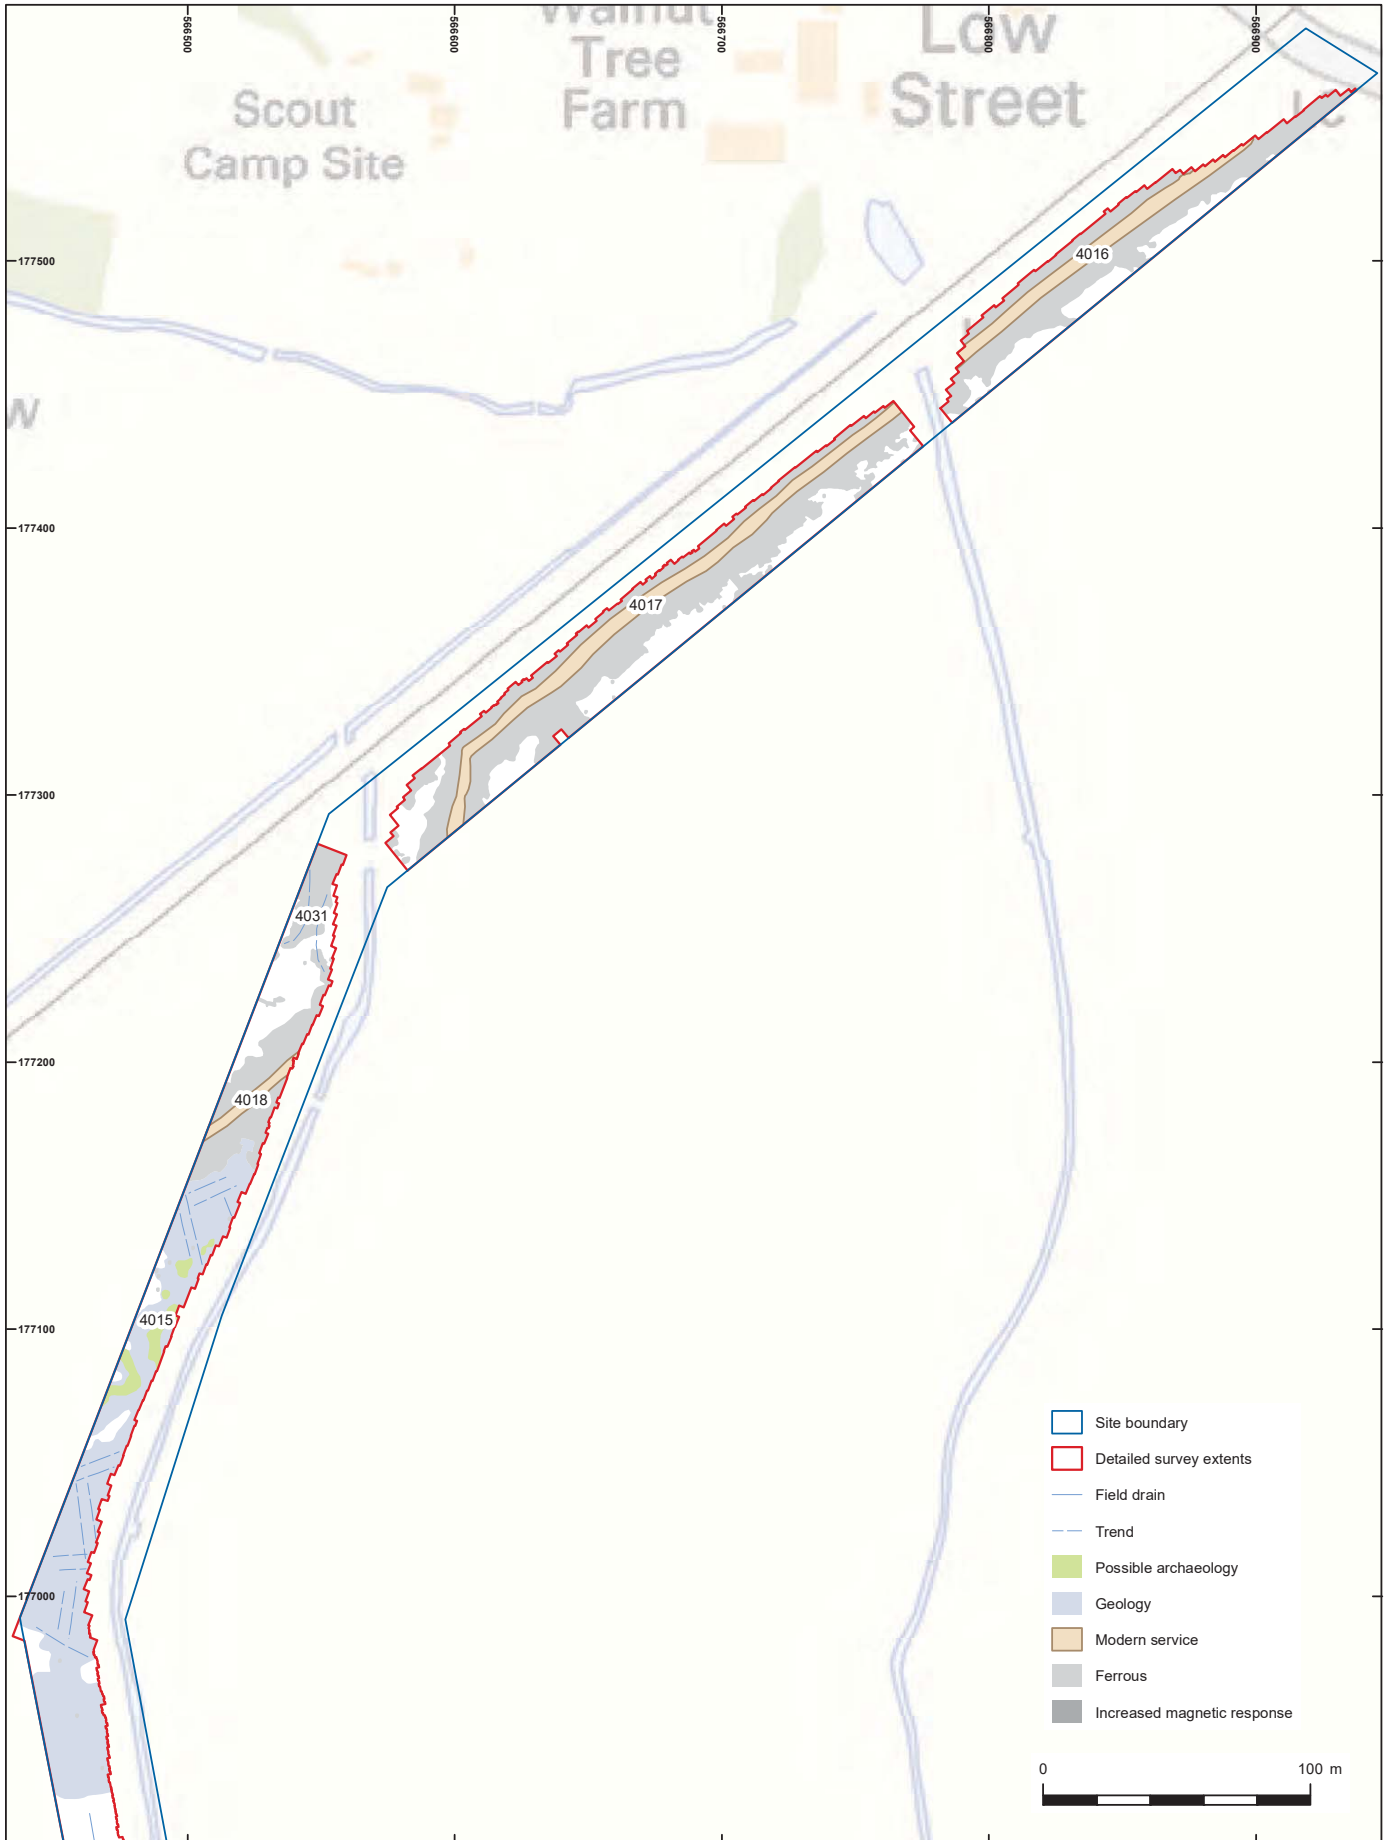 566500
566600
566700
566800
566900
Walnut
Tree
Farm
Low
Street
Scout
Camp Site
LC
w
177500
177400
177300
177200
177100
177000
4016
4017
4031
4018
4015
Site boundary
Detailed survey extents
Field drain
Trend
Possible archaeology
Geology
Modern service
Ferrous
Increased magnetic response
0 100 m